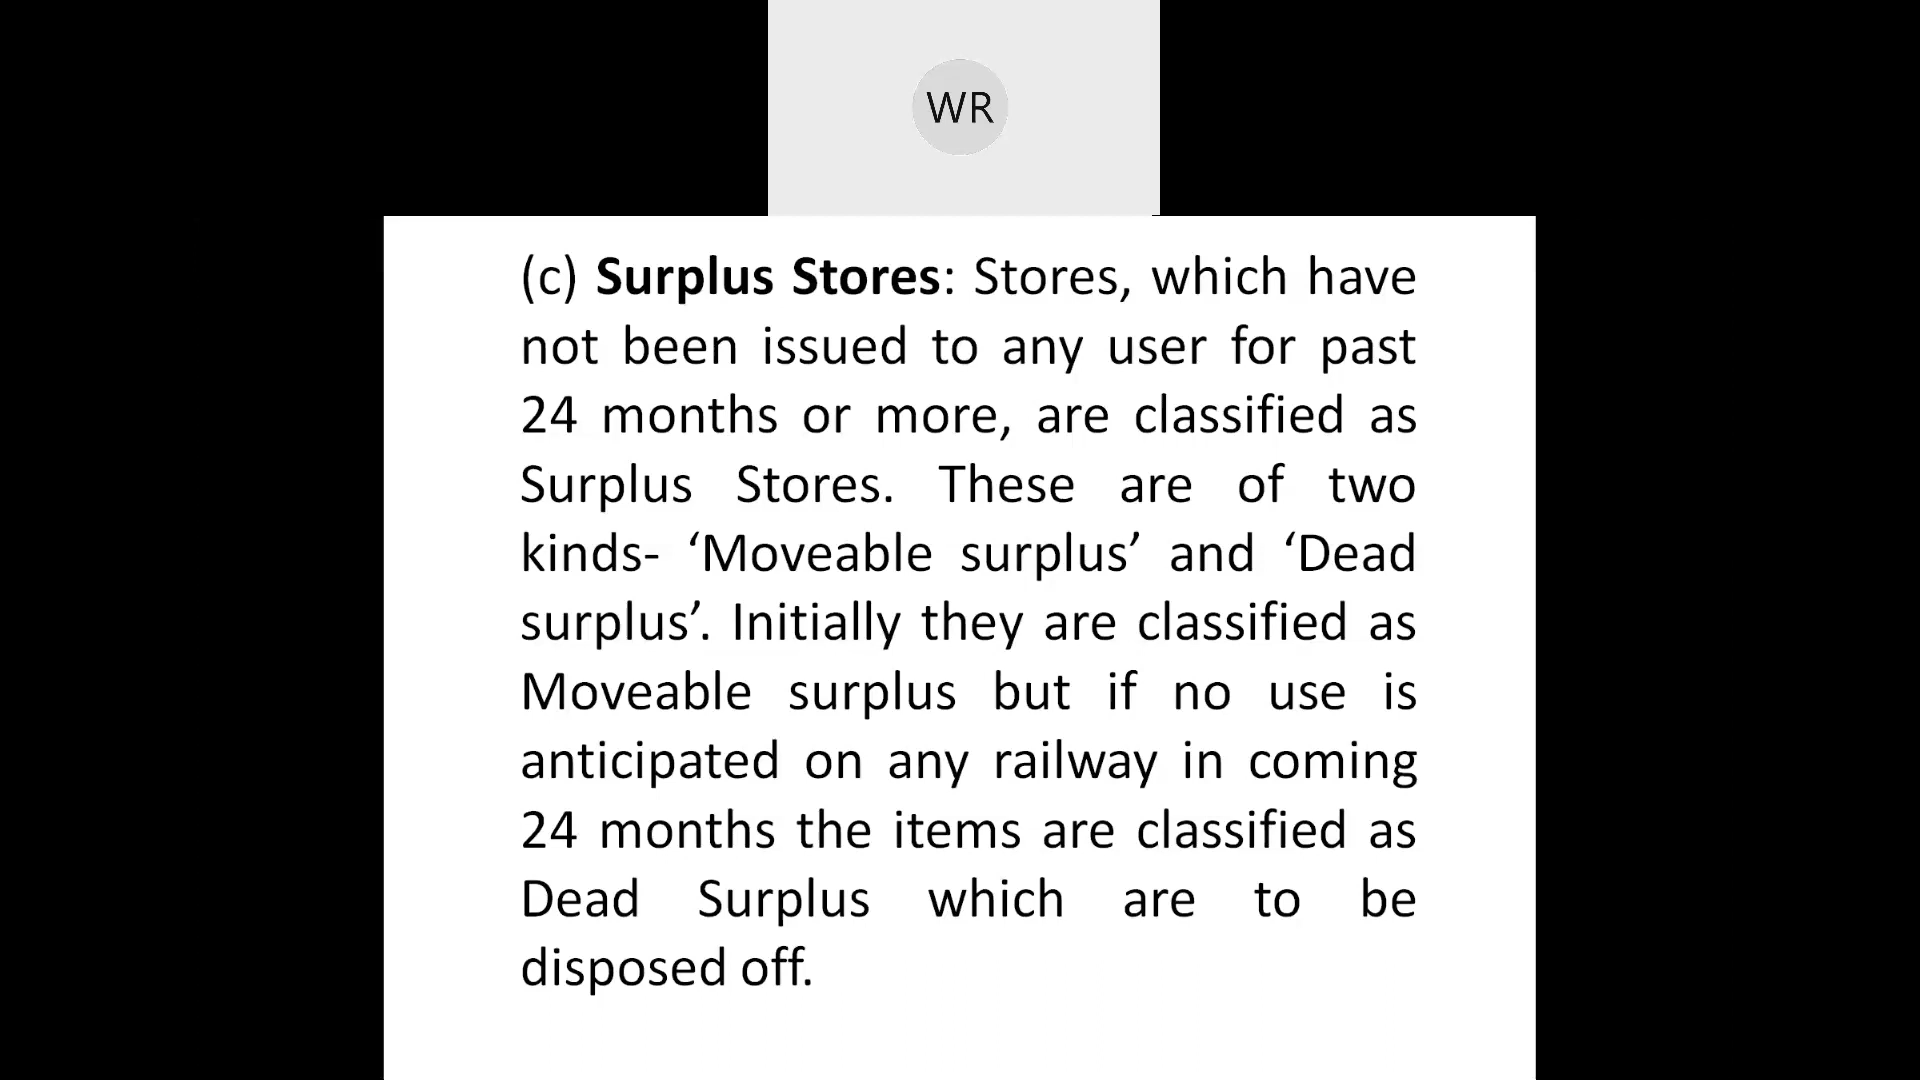 WR
(c) Surplus Stores: Stores, which have
not been issued to any user for past
24 months or more, are classified as
Surplus Stores. These are of two
kinds- ‘Moveable surplus’ and ‘Dead
surplus’. Initially they are classified as
Moveable surplus but if no use is
anticipated on any railway in coming
24 months the items are classified as
Dead Surplus which are to be
disposed off.